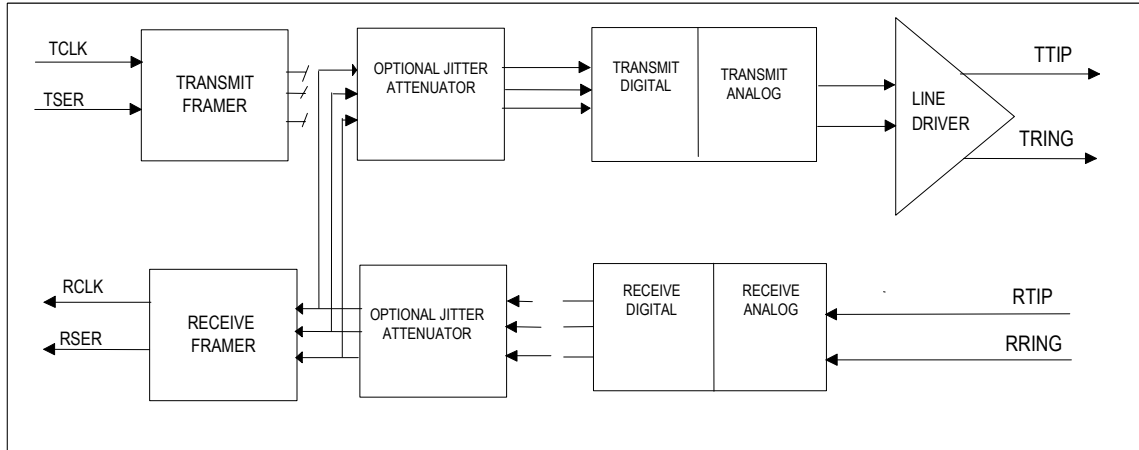 TCLK
TSER
TRANSMIT
FRAMER
OPTIONAL JITTER
ATTENUATOR
TRANSMIT
DIGITAL
TRANSMIT
ANALOG
LINE
DRIVER
TTIP
TRING
RCLK
RSER
RECEIVE
FRAMER
OPTIONAL JITTER
ATTENUATOR
RECEIVE
DIGITAL
RECEIVE
ANALOG
RTIP
RRING